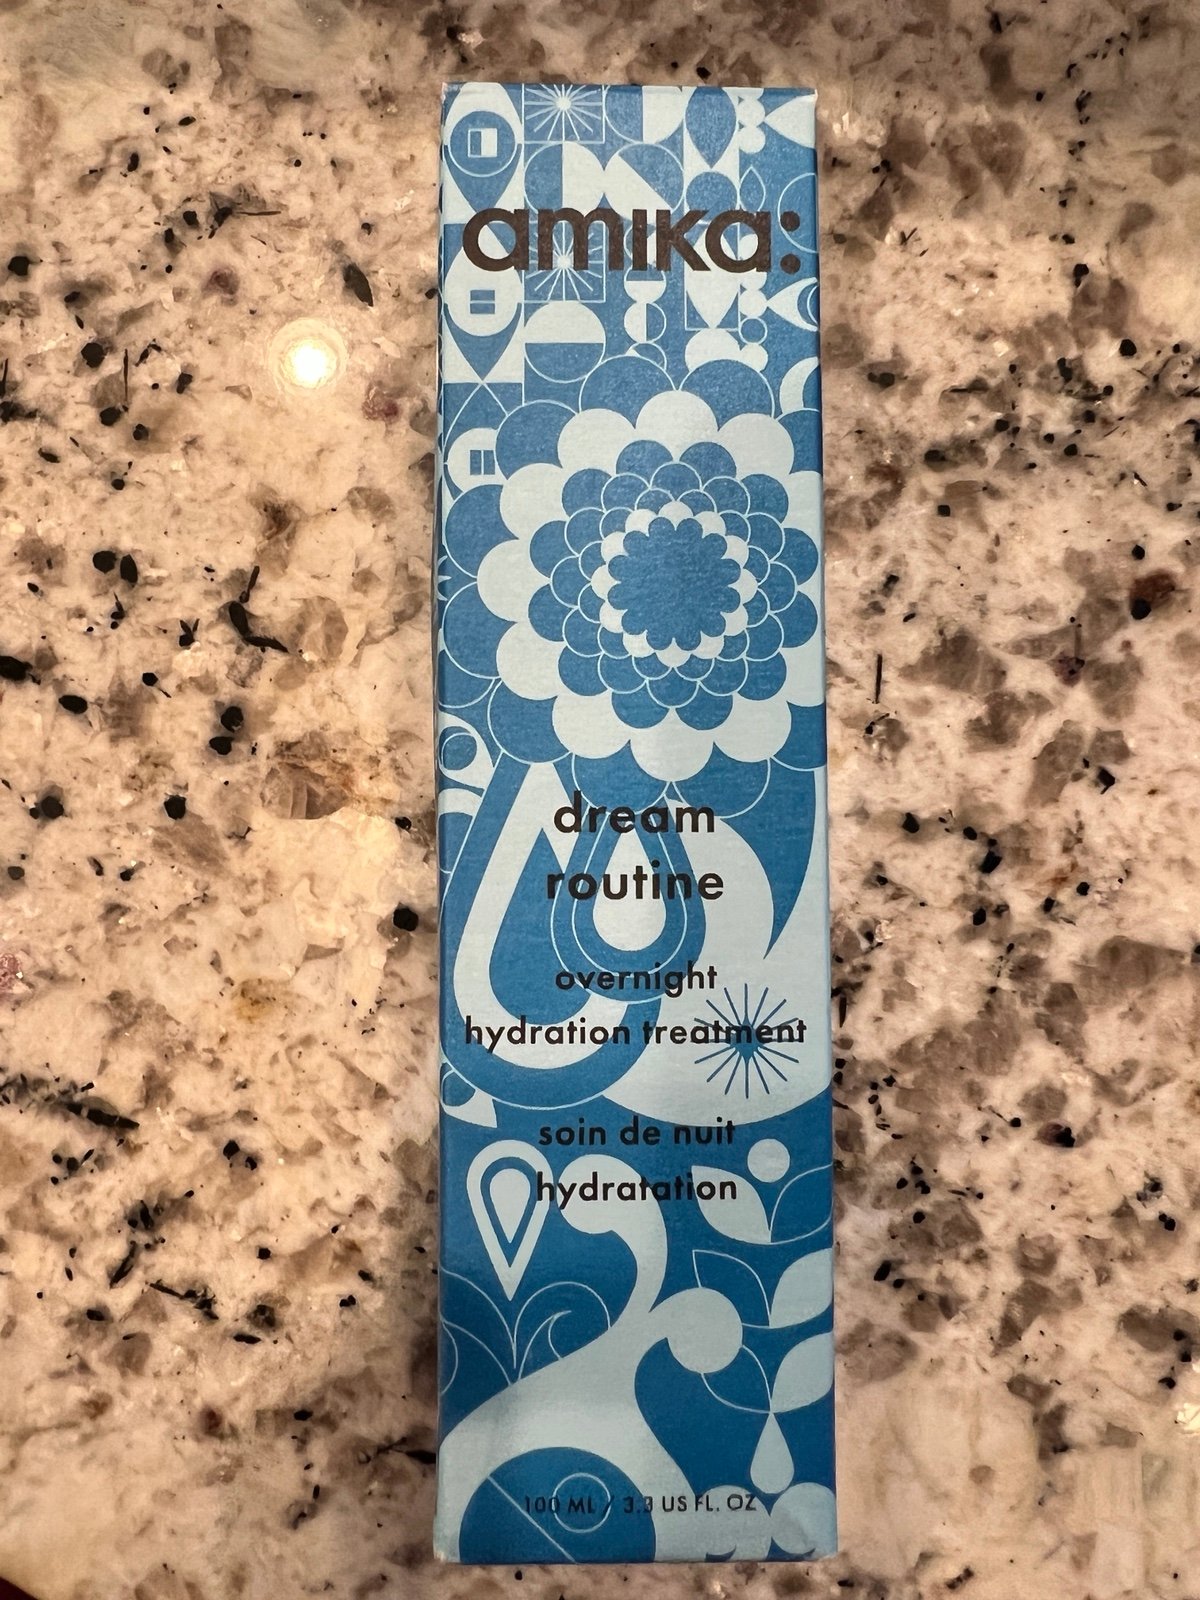 amika:
dream
routine
overnight
hydration treatment
soin de nuit
hydratation
100 ML / 3.3 US FL. OZ